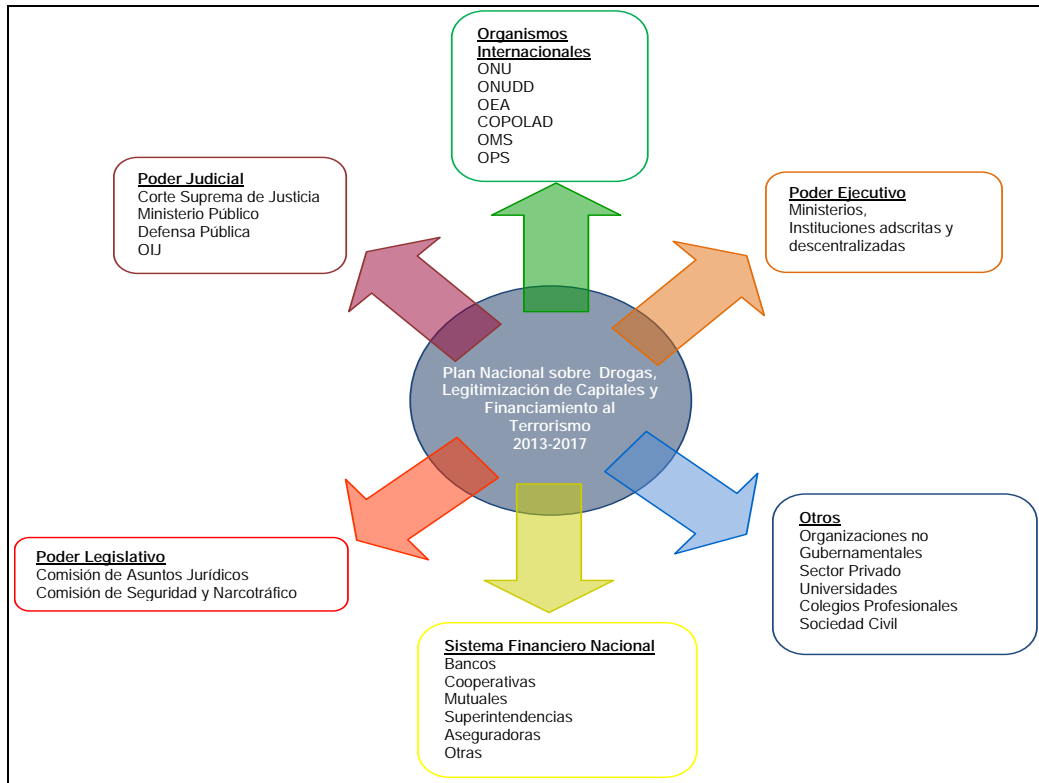 Organismos
Internacionales
ONU
ONUDD
OEA
COPOLAD
OMS
OPS
Poder Judicial
Corte Suprema de Justicia
Ministerio Público
Defensa Pública
OIJ
Poder Ejecutivo
Ministerios,
Instituciones adscritas y
descentralizadas
Plan Nacional sobre Drogas,
Legitimización de Capitales y
Financiamiento al
Terrorismo
2013-2017
Poder Legislativo
Comisión de Asuntos Jurídicos
Comisión de Seguridad y Narcotráfico
Otros
Organizaciones no
Gubernamentales
Sector Privado
Universidades
Colegios Profesionales
Sociedad Civil
Sistema Financiero Nacional
Bancos
Cooperativas
Mutuales
Superintendencias
Aseguradoras
Otras